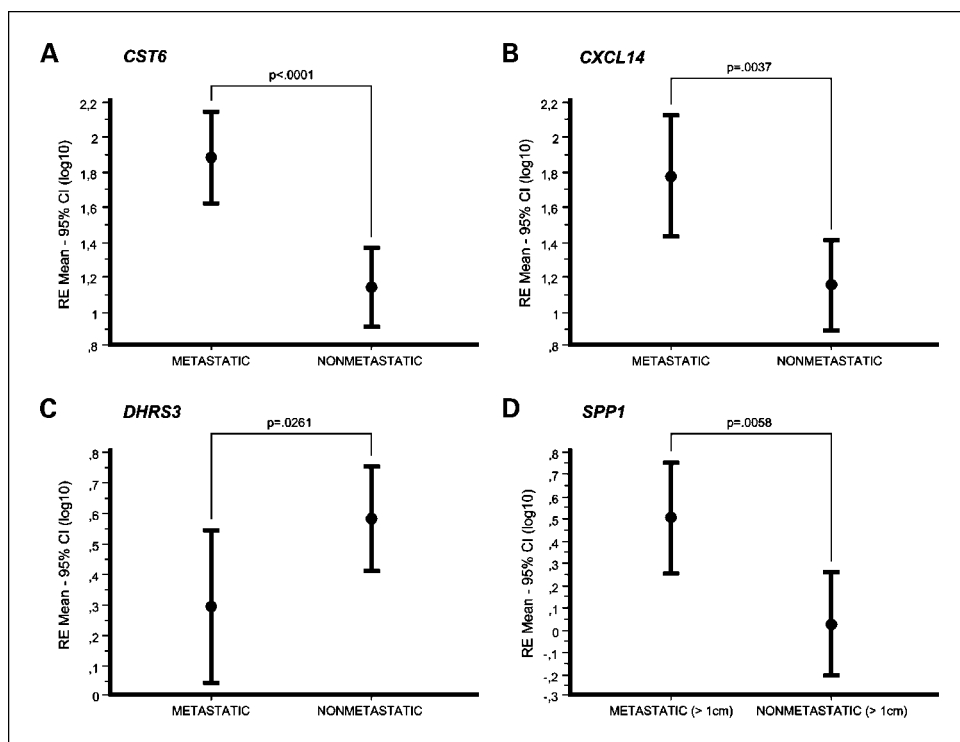 A
CST6
p<.0001
RE Mean - 95% CI (log10)
2,2
2
1,8
1,6
1,4
1,2
1
,8
METASTATIC
NONMETASTATIC
B
CXCL14
p=.0037
RE Mean - 95% CI (log10)
2,2
2
1,8
1,6
1,4
1,2
1
,8
METASTATIC
NONMETASTATIC
C
DHRS3
p=.0261
RE Mean - 95% CI (log10)
,8
,7
,6
,5
,4
,3
,2
,1
0
METASTATIC
NONMETASTATIC
D
SPP1
p=.0058
RE Mean - 95% CI (log10)
,8
,7
,6
,5
,4
,3
,2
,1
0
-,1
-,2
-,3
METASTATIC (> 1cm)
NONMETASTATIC (> 1cm)